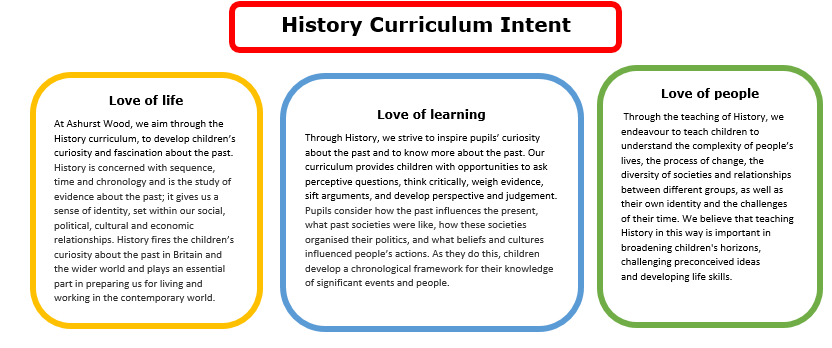 History Curriculum Intent
Love of life
At Ashurst Wood, we aim through the
History curriculum, to develop children’s
curiosity and fascination about the past.
History is concerned with sequence,
time and chronology and is the study of
evidence about the past; it gives us a
sense of identity, set within our social,
political, cultural and economic
relationships. History fires the children’s
curiosity about the past in Britain and
the wider world and plays an essential
part in preparing us for living and
working in the contemporary world.
Love of learning
Through History, we strive to inspire pupils’ curiosity
about the past and to know more about the past. Our
curriculum provides children with opportunities to ask
perceptive questions, think critically, weigh evidence,
sift arguments, and develop perspective and judgement.
Pupils consider how the past influences the present,
what past societies were like, how these societies
organised their politics, and what beliefs and cultures
influenced people’s actions. As they do this, children
develop a chronological framework for their knowledge
of significant events and people.
Love of people
Through the teaching of History, we
endeavour to teach children to
understand the complexity of people’s
lives, the process of change, the
diversity of societies and relationships
between different groups, as well as
their own identity and the challenges
of their time. We believe that teaching
History in this way is important in
broadening children's horizons,
challenging preconceived ideas
and developing life skills.